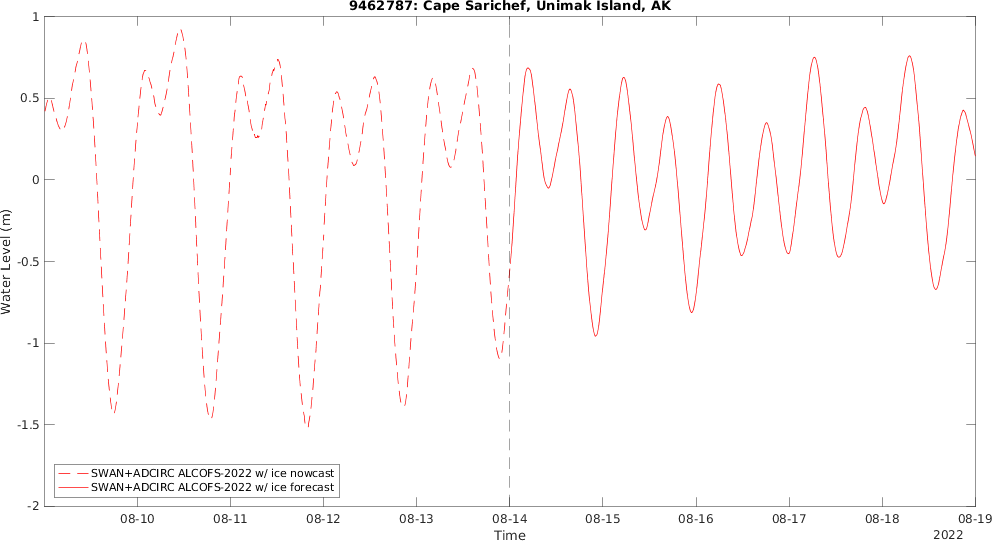 9462787: Cape Sarichef, Unimak Island, AK
1
0.5
0
-0.5
-1
-1.5
-2
Water Level (m)
SWAN+ADCIRC ALCOFS-2022 w/ ice nowcast
SWAN+ADCIRC ALCOFS-2022 w/ ice forecast
08-10 08-11 08-12 08-13 08-14 08-15 08-16 08-17 08-18 08-19
Time
2022